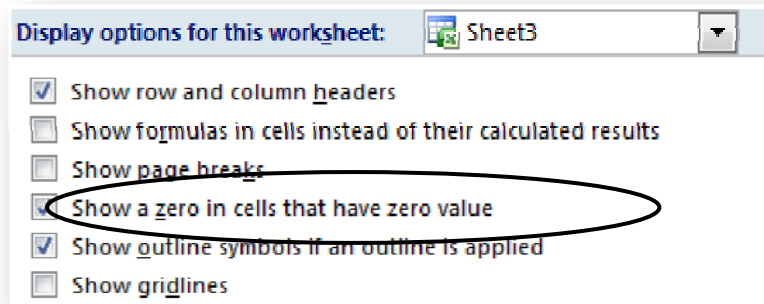 Display options for this worksheet: Sheet3
Show row and column headers
Show formulas in cells instead of their calculated results
Show page breaks
Show a zero in cells that have zero value
Show outline symbols if an outline is applied
Show gridlines